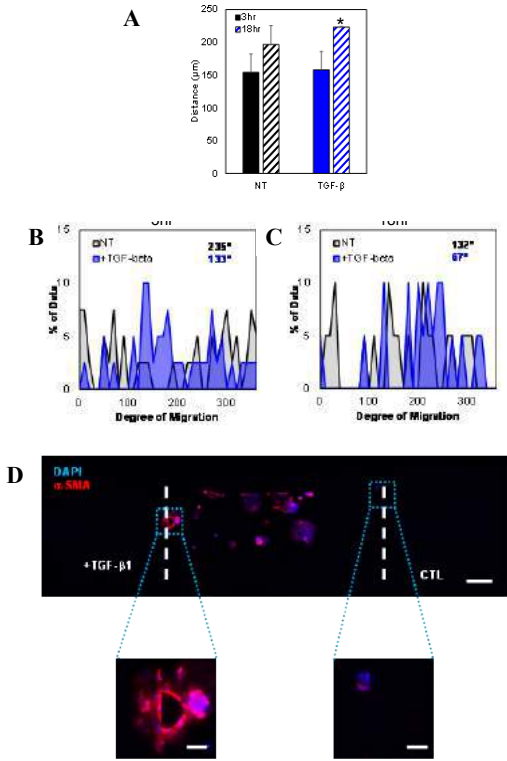 A
3hr
18hr
*
250
200
150
100
50
0
Distance (μm)
NT
TGF-β
B
15
10
5
0
% of Data
NT
+TGF-beta
235°
133°
0 100 200 300
Degree of Migration
C
15
10
5
0
% of Data
NT
+TGF-beta
132°
67°
0 100 200 300
Degree of Migration
D
DAPI
α-SMA
+TGF-β1
CTL